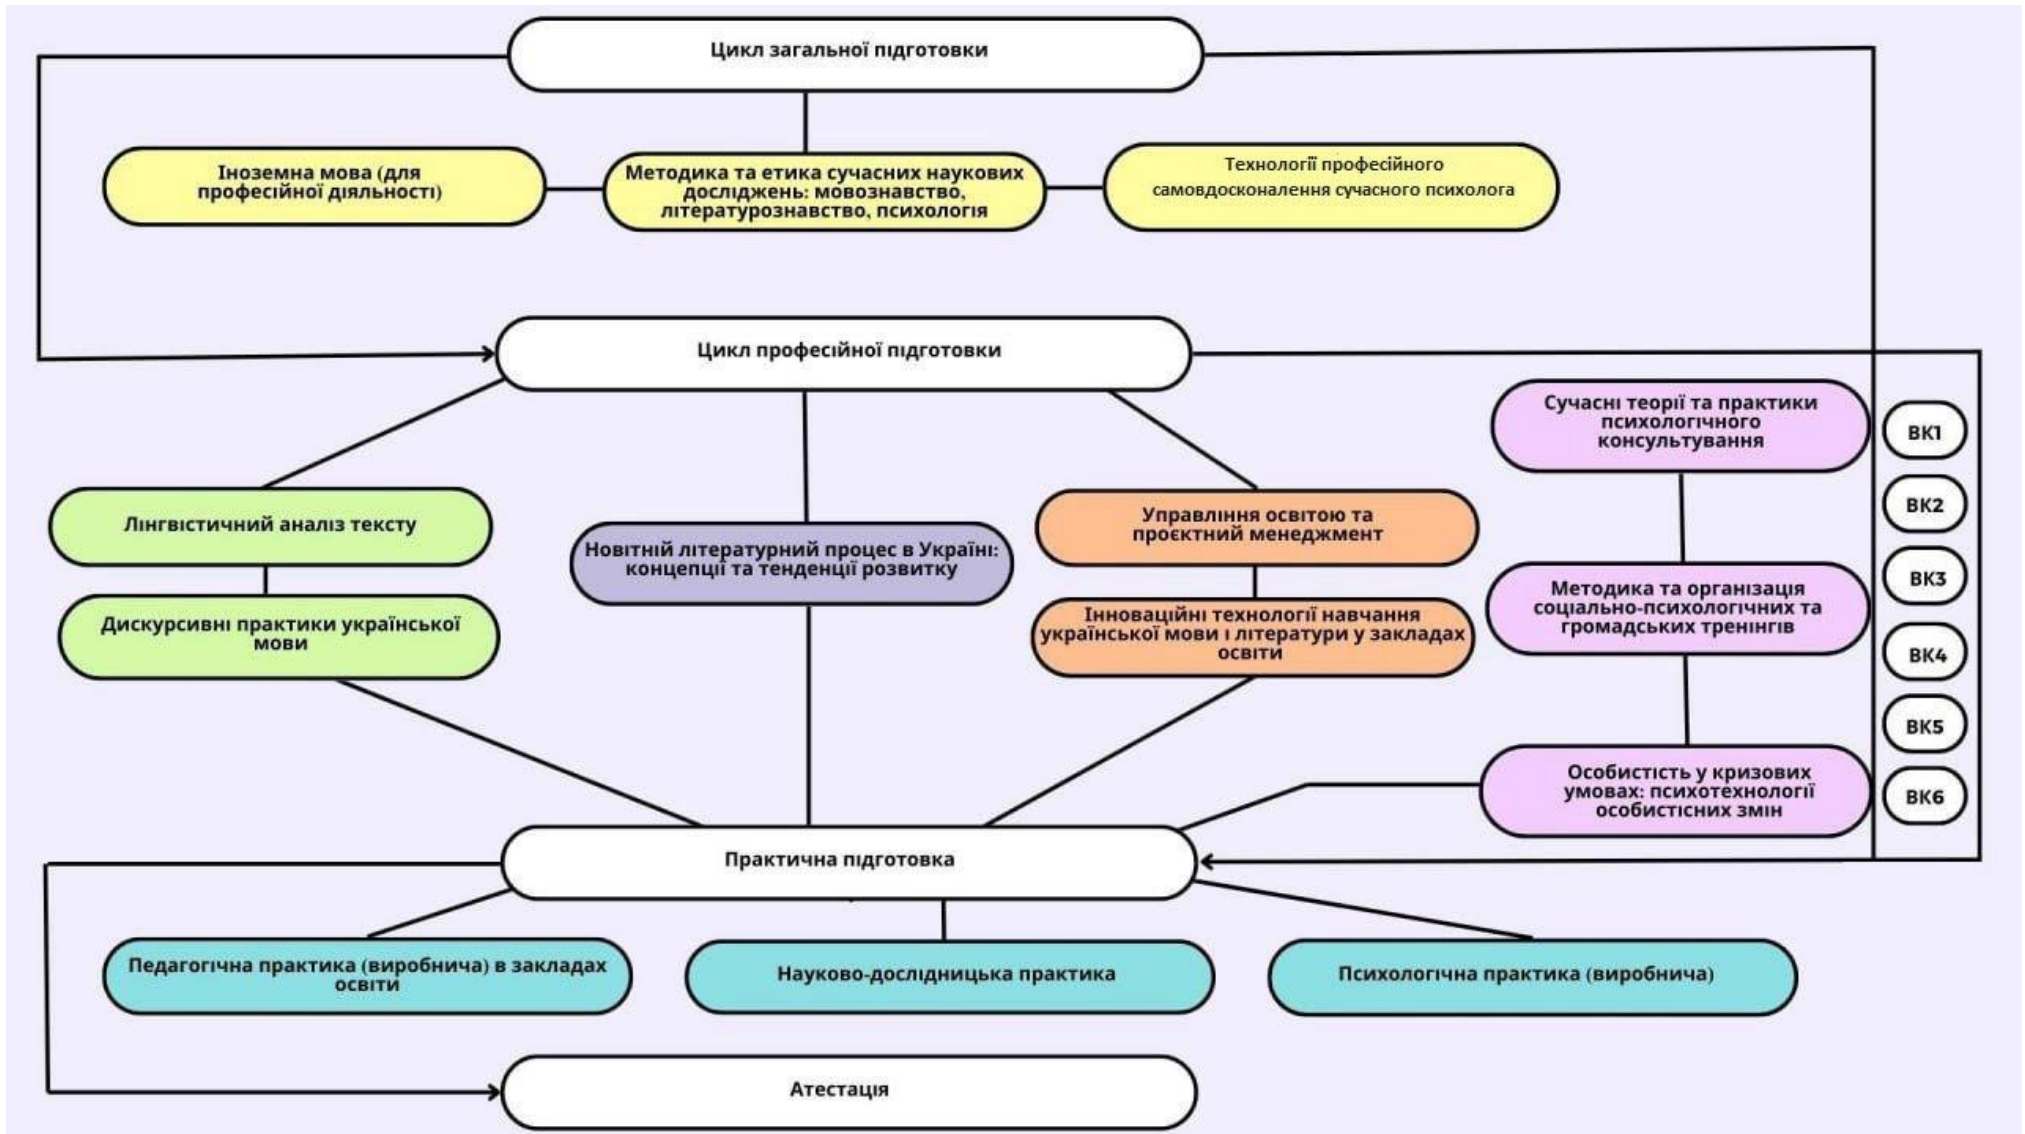 Цикл загальної підготовки
Іноземна мова (для
професійної діяльності)
Методика та етика сучасних наукових
досліджень: мовознавство,
літературознавство, психологія
Технології професійного
самовдосконалення сучасного психолога
Цикл професійної підготовки
Сучасні теорії та практики
психологічного
консультування
ВК1
Лінгвістичний аналіз тексту
Новітній літературний процес в Україні:
концепції та тенденції розвитку
Управління освітою та
проєктний менеджмент
ВК2
Дискурсивні практики української
мови
Інноваційні технології навчання
української мови і літератури у закладах
освіти
Методика та організація
соціально-психологічних та
громадських тренінгів
ВК3
ВК4
ВК5
Особистість у кризових
умовах: психотехнології
особистісних змін
ВК6
Практична підготовка
Педагогічна практика (виробнича) в закладах
освіти
Науково-дослідницька практика
Психологічна практика (виробнича)
Атестація